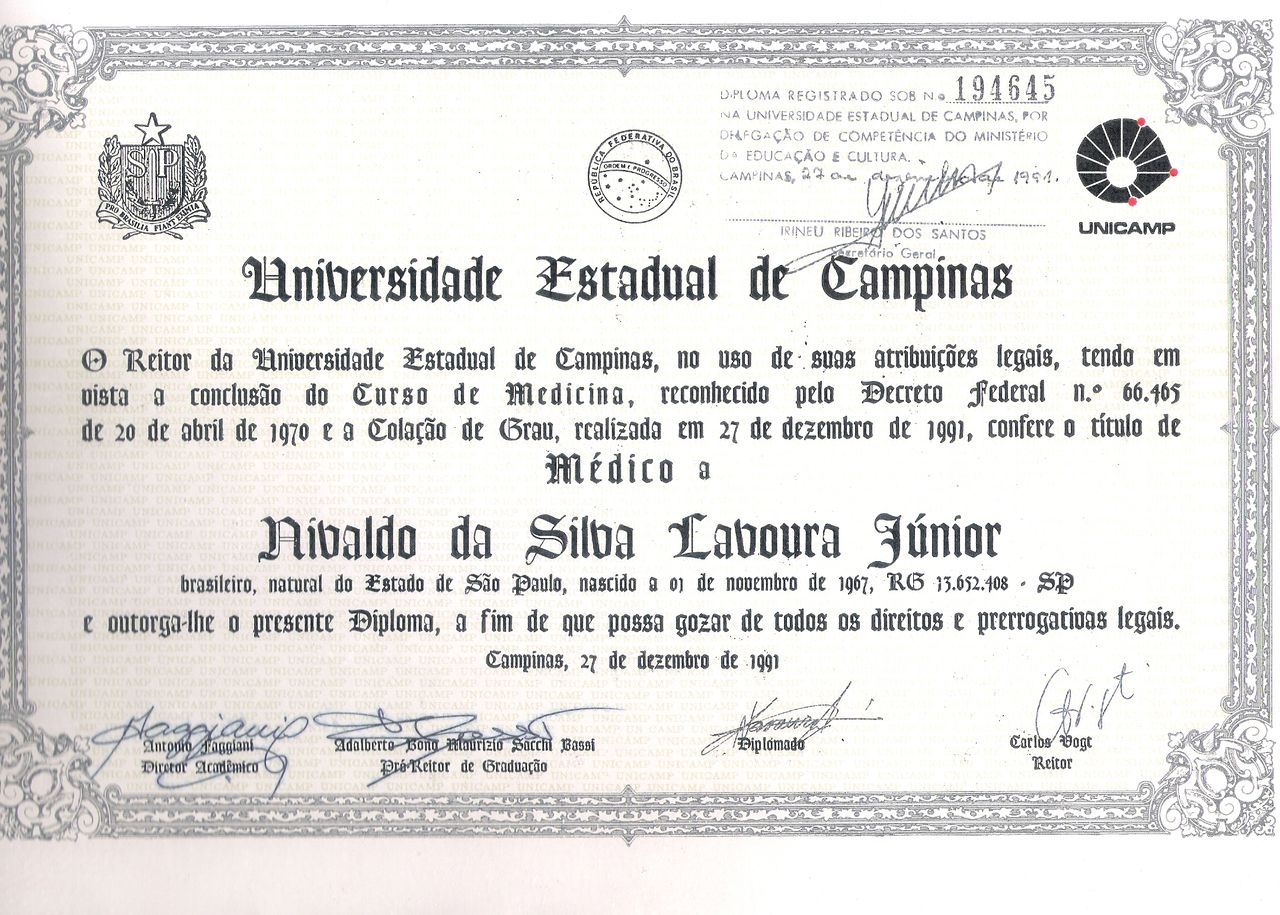 DIPLOMA REGISTRADO SOB N.o 194645
NA UNIVERSIDADE ESTADUAL DE CAMPINAS, POR
DELEGAÇÃO DE COMPETÊNCIA DO MINISTÉRIO
DA EDUCAÇÃO E CULTURA.
CAMPINAS, 27 de dezembro de 1991.
IRINEU RIBEIRO DOS SANTOS
Secretário Geral
SP
PRO BRASILIA FIANT EXIMIA
REPÚBLICA FEDERATIVA DO BRASIL
ORDEM E PROGRESSO
UNICAMP
Universidade Estadual de Campinas
O Reitor da Universidade Estadual de Campinas, no uso de suas atribuições legais, tendo em
vista a conclusão do Curso de Medicina, reconhecido pelo Decreto Federal n.º 66.465
de 20 de abril de 1970 e a Colação de Grau, realizada em 27 de dezembro de 1991, confere o título de
Médico a
Nivaldo da Silva Lavoura Júnior
brasileiro, natural do Estado de São Paulo, nascido a 01 de novembro de 1967, RG 13.652.408 - SP
e outorga-lhe o presente Diploma, a fim de que possa gozar de todos os direitos e prerrogativas legais.
Campinas, 27 de dezembro de 1991
Antonio Faggiani
Diretor Acadêmico
Adalberto Bono Maurizio Sacchi Bassi
Pró-Reitor de Graduação
Diplomado
Carlos Vogt
Reitor